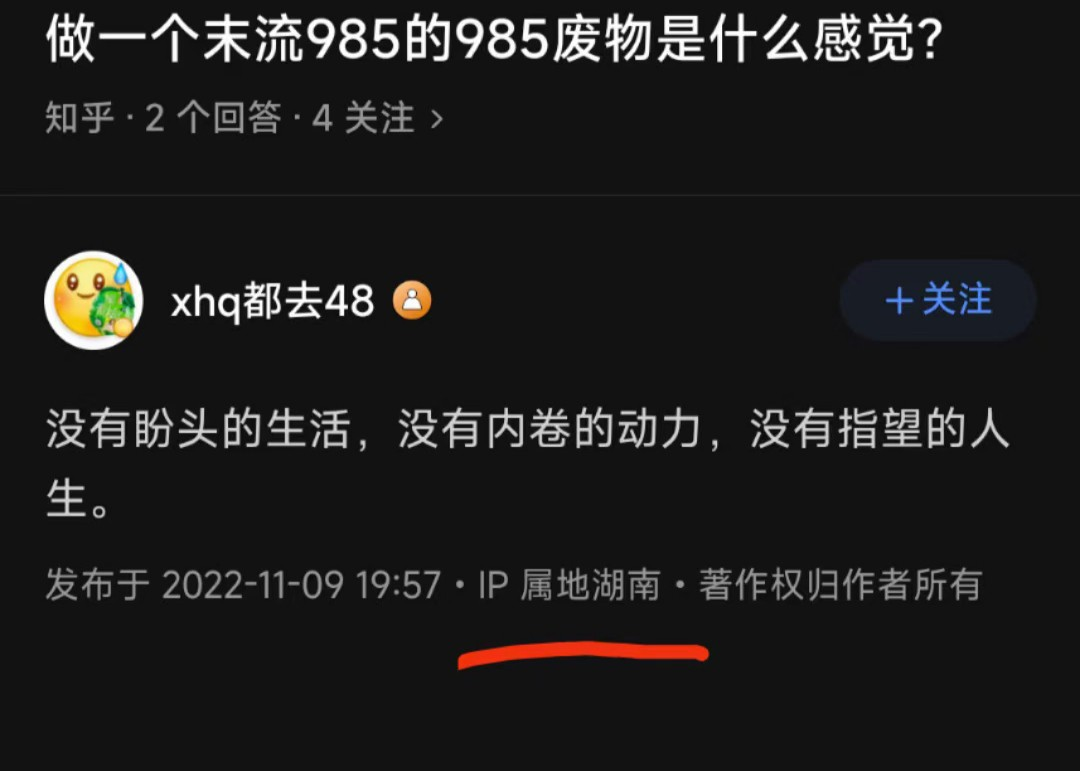 做一个末流985的985废物是什么感觉？
知乎 · 2 个回答 · 4 关注 >
xhq都去48
+ 关注
没有盼头的生活，没有内卷的动力，没有指望的人
生。
发布于 2022-11-09 19:57 · IP 属地湖南 · 著作权归作者所有